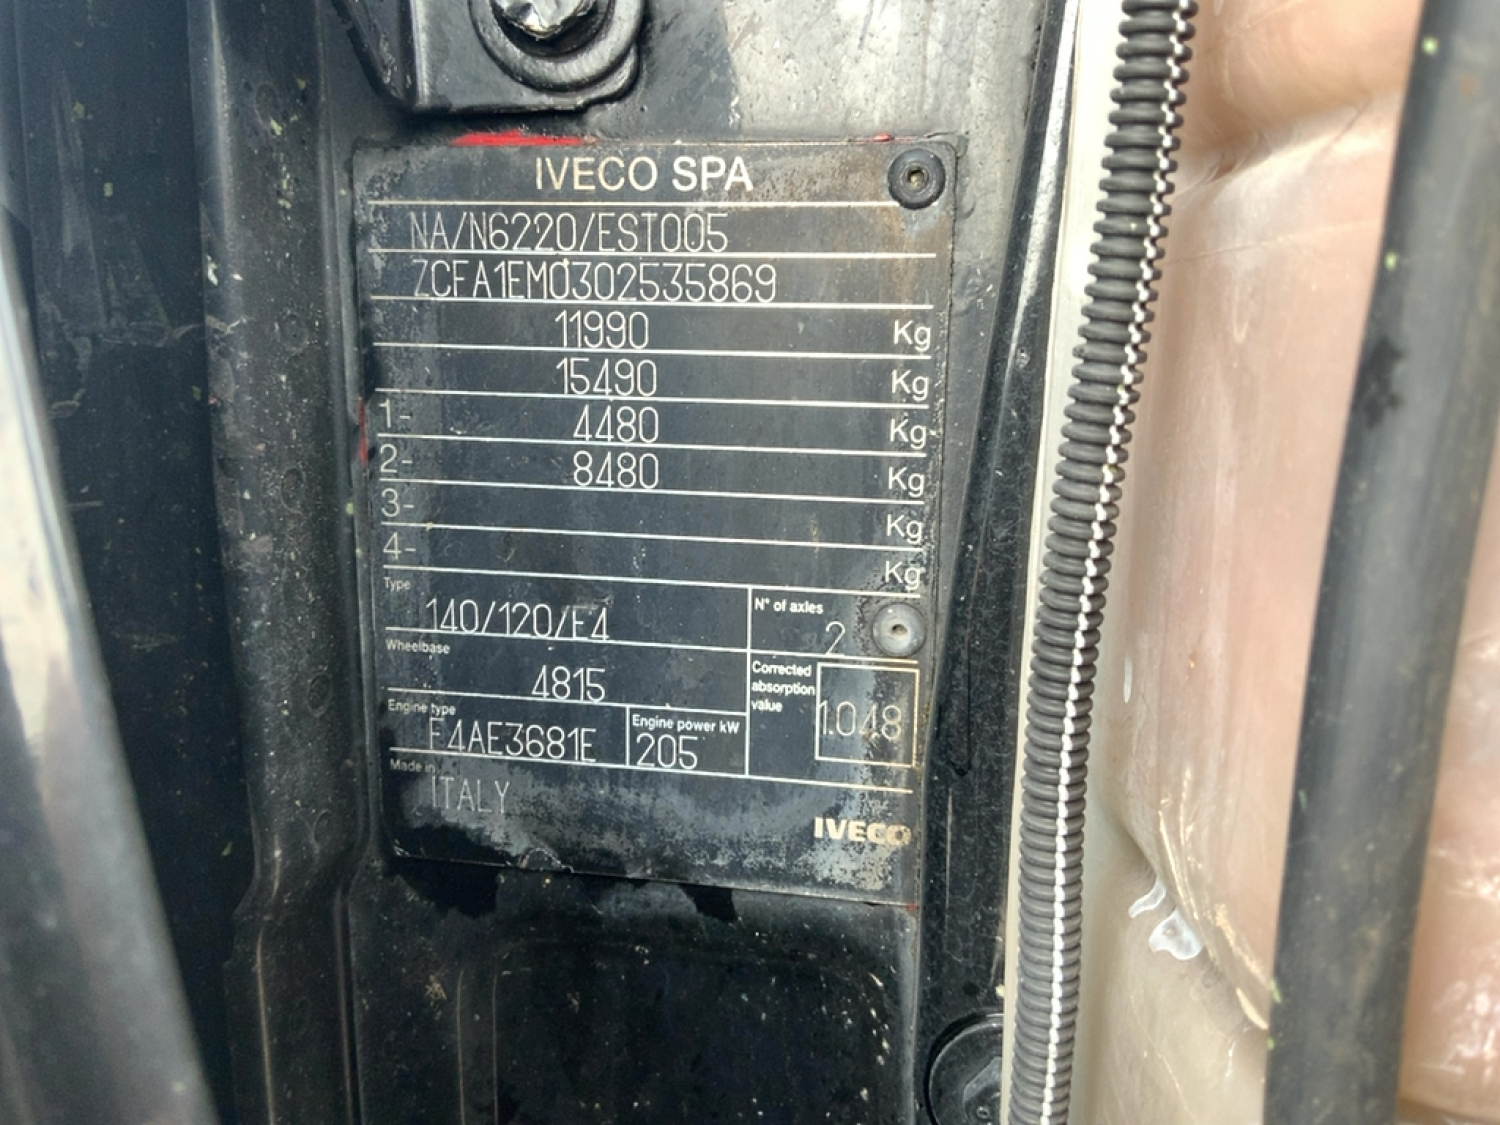 IVECO SPA
NA/N6220/EST005
ZCFA1EM0302535869
11990 Kg
15490 Kg
1- 4480 Kg
2- 8480 Kg
3- Kg
4- Kg
Type
140/120/E4
N° of axles
2
Wheelbase
4815
Corrected
absorption
value
1.048
Engine type
F4AE3681E
Engine power kW
205
Made in
ITALY
IVECO